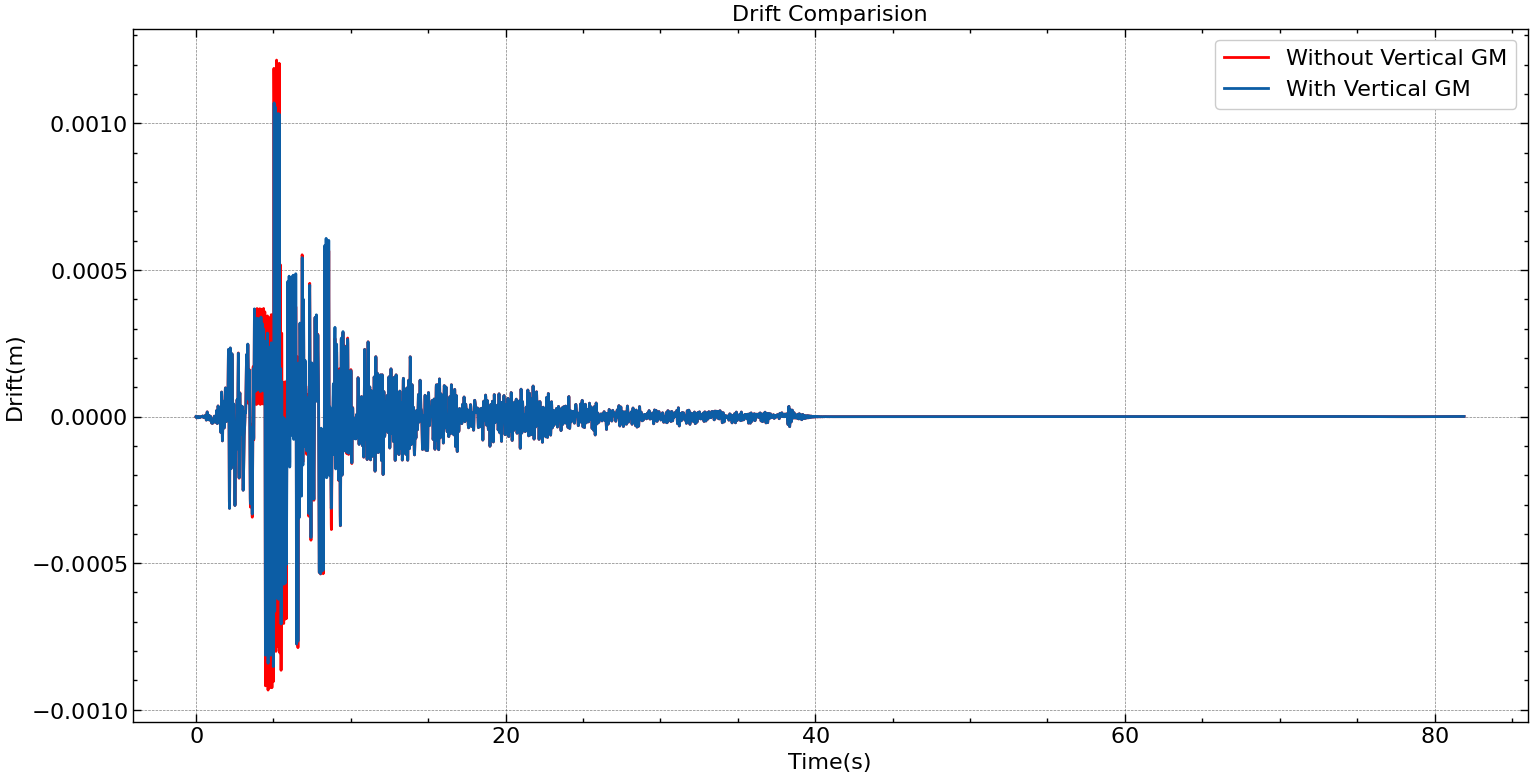 Drift Comparision
Without Vertical GM
With Vertical GM
Drift(m)
0.0010
0.0005
0.0000
−0.0005
−0.0010
0 20 40 60 80
Time(s)